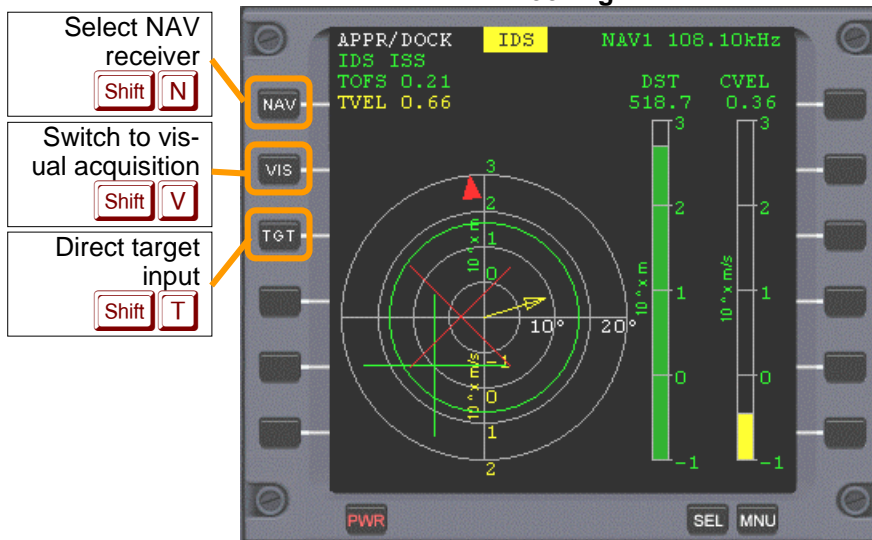 Select NAV
receiver
Shift N
Switch to vis-
ual acquisition
Shift V
Direct target
input
Shift T
APPR/DOCK IDS NAV1 108.10kHz
IDS ISS
TOFS 0.21 DST CVEL
TVEL 0.66 518.7 0.36
NAV
VIS
TGT
3
2
1
0
10^x m
10° 20°
10^x m/s
-1
0
1
2
10^x m
3
2
1
0
-1
10^x m/s
3
2
1
0
-1
PWR SEL MNU